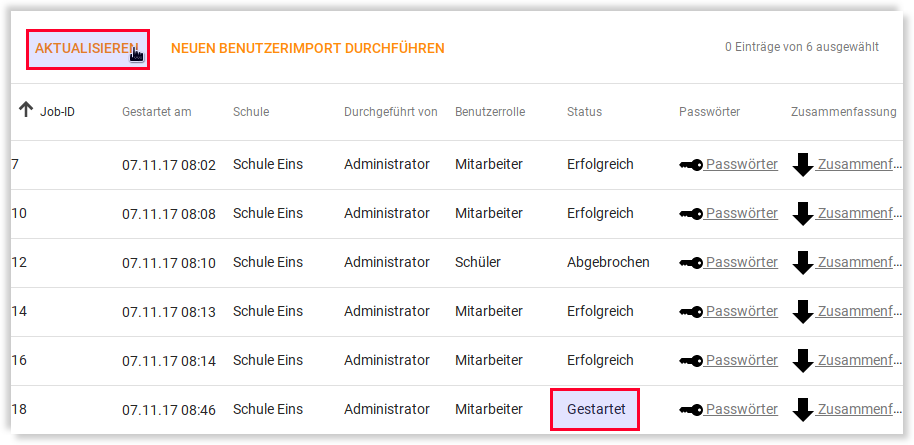 AKTUALISIEREN NEUEN BENUTZERIMPORT DURCHFÜHREN 0 Einträge von 6 ausgewählt
Job-ID Gestartet am Schule Durchgeführt von Benutzerrolle Status Passwörter Zusammenfassung
7 07.11.17 08:02 Schule Eins Administrator Mitarbeiter Erfolgreich Passwörter Zusammenf...
10 07.11.17 08:08 Schule Eins Administrator Mitarbeiter Erfolgreich Passwörter Zusammenf...
12 07.11.17 08:10 Schule Eins Administrator Schüler Abgebrochen Passwörter Zusammenf...
14 07.11.17 08:13 Schule Eins Administrator Mitarbeiter Erfolgreich Passwörter Zusammenf...
16 07.11.17 08:14 Schule Eins Administrator Mitarbeiter Erfolgreich Passwörter Zusammenf...
18 07.11.17 08:46 Schule Eins Administrator Mitarbeiter Gestartet Passwörter Zusammenf...